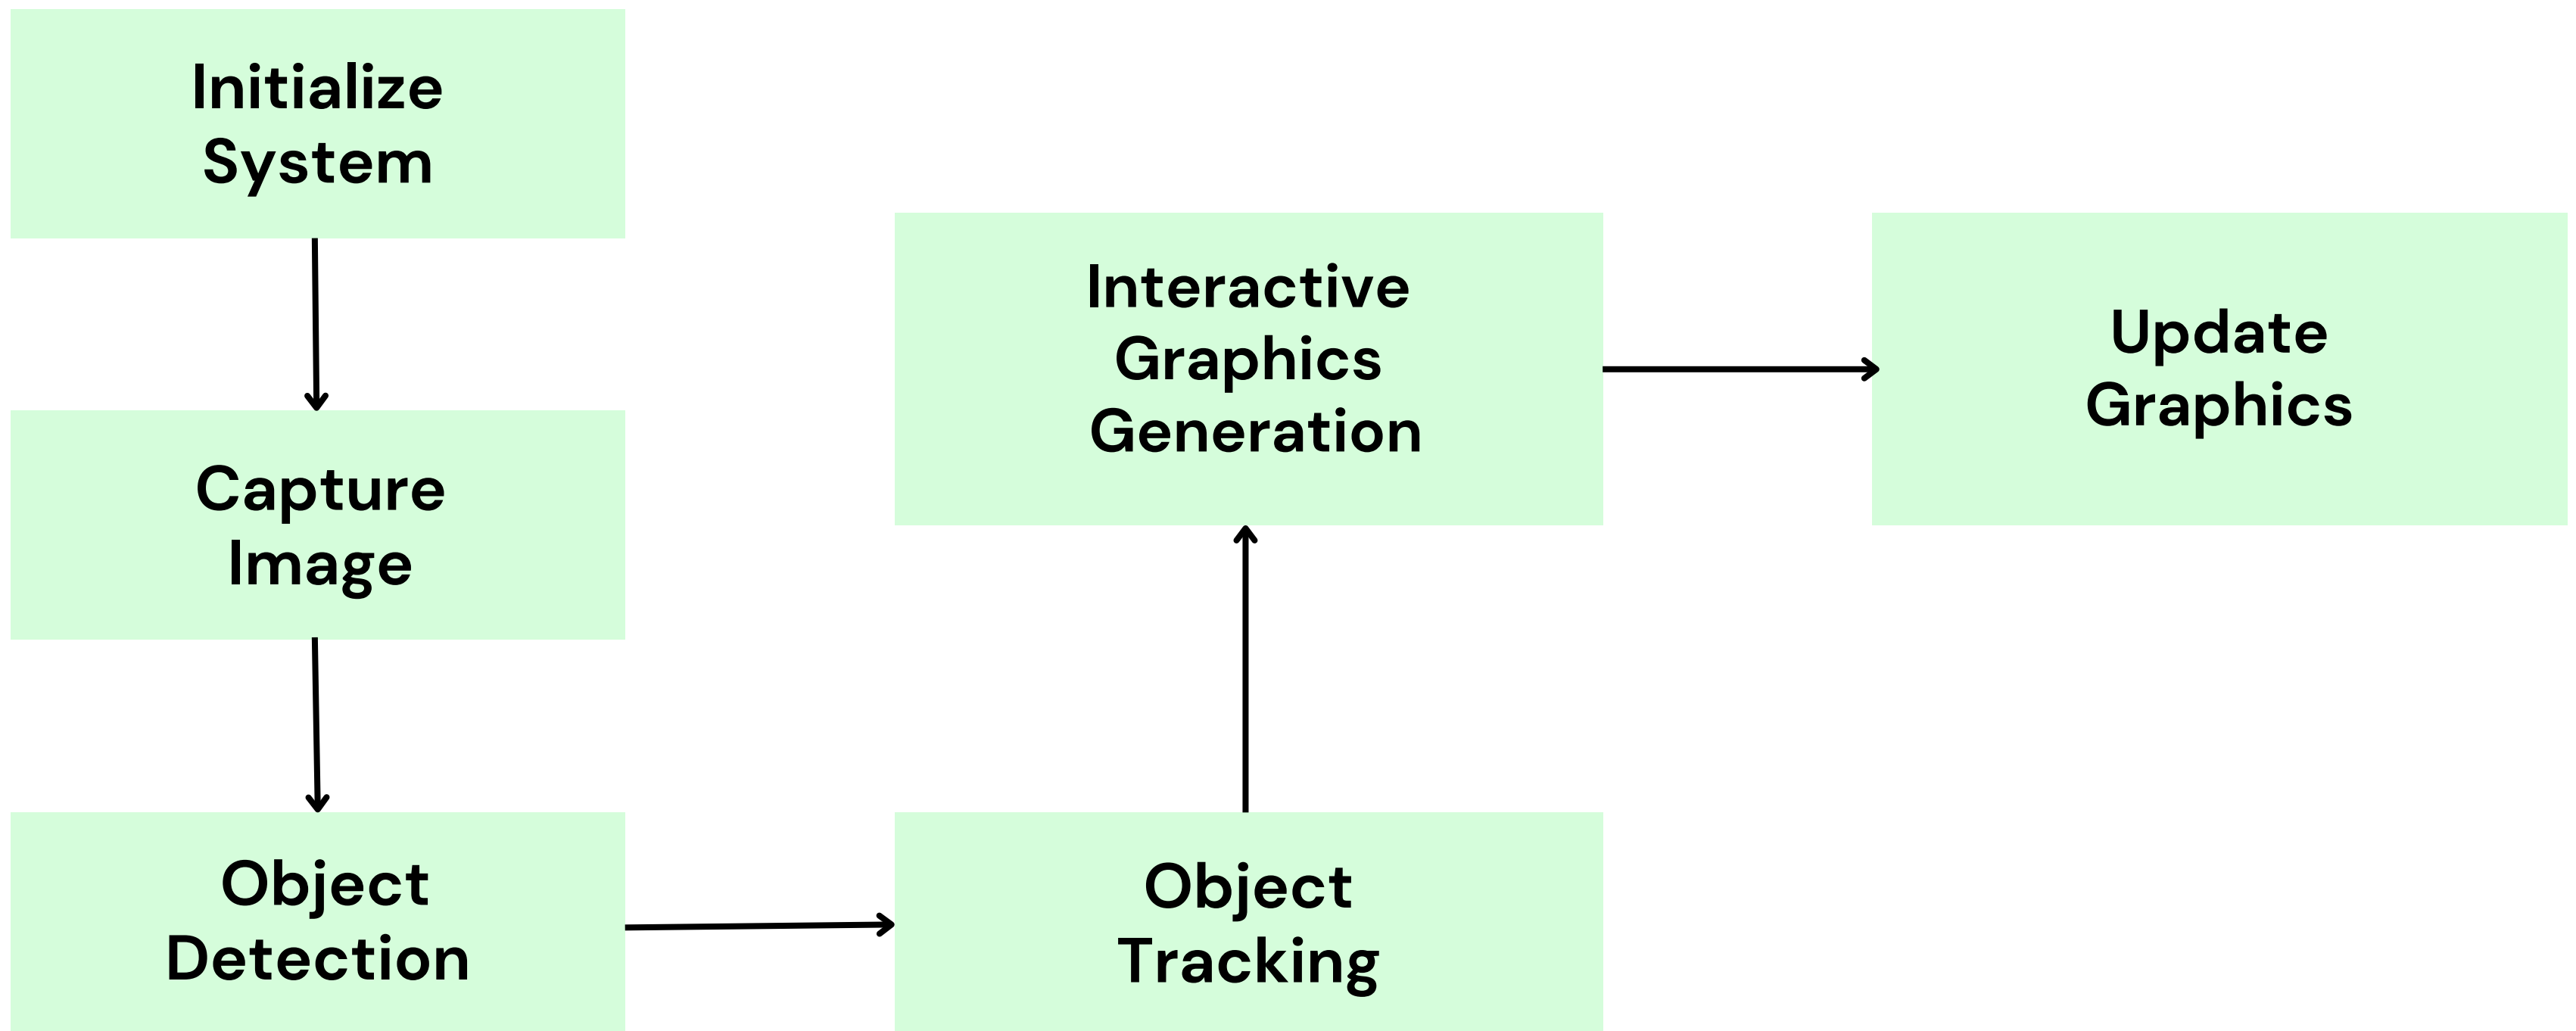 Initialize
System
Capture
Image
Object
Detection
Object
Tracking
Interactive
Graphics
Generation
Update
Graphics